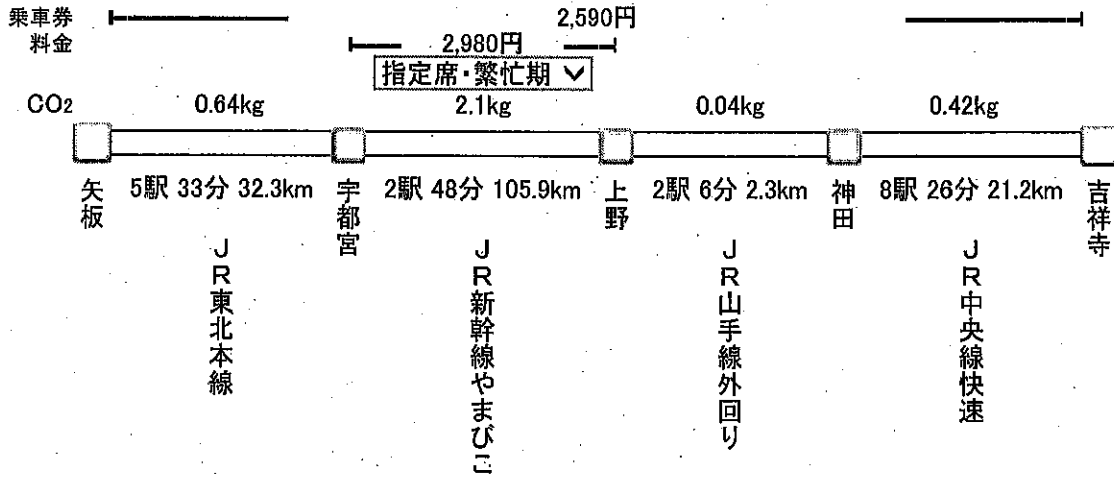 乗車券 2,590円
料金 2,980円
指定席・繁忙期
CO2 0.64kg 2.1kg 0.04kg 0.42kg
矢板 5駅 33分 32.3km 宇都宮 2駅 48分 105.9km 上野 2駅 6分 2.3km 神田 8駅 26分 21.2km 吉祥寺
JR東北本線
JR新幹線やまびこ
JR山手線外回り
JR中央線快速